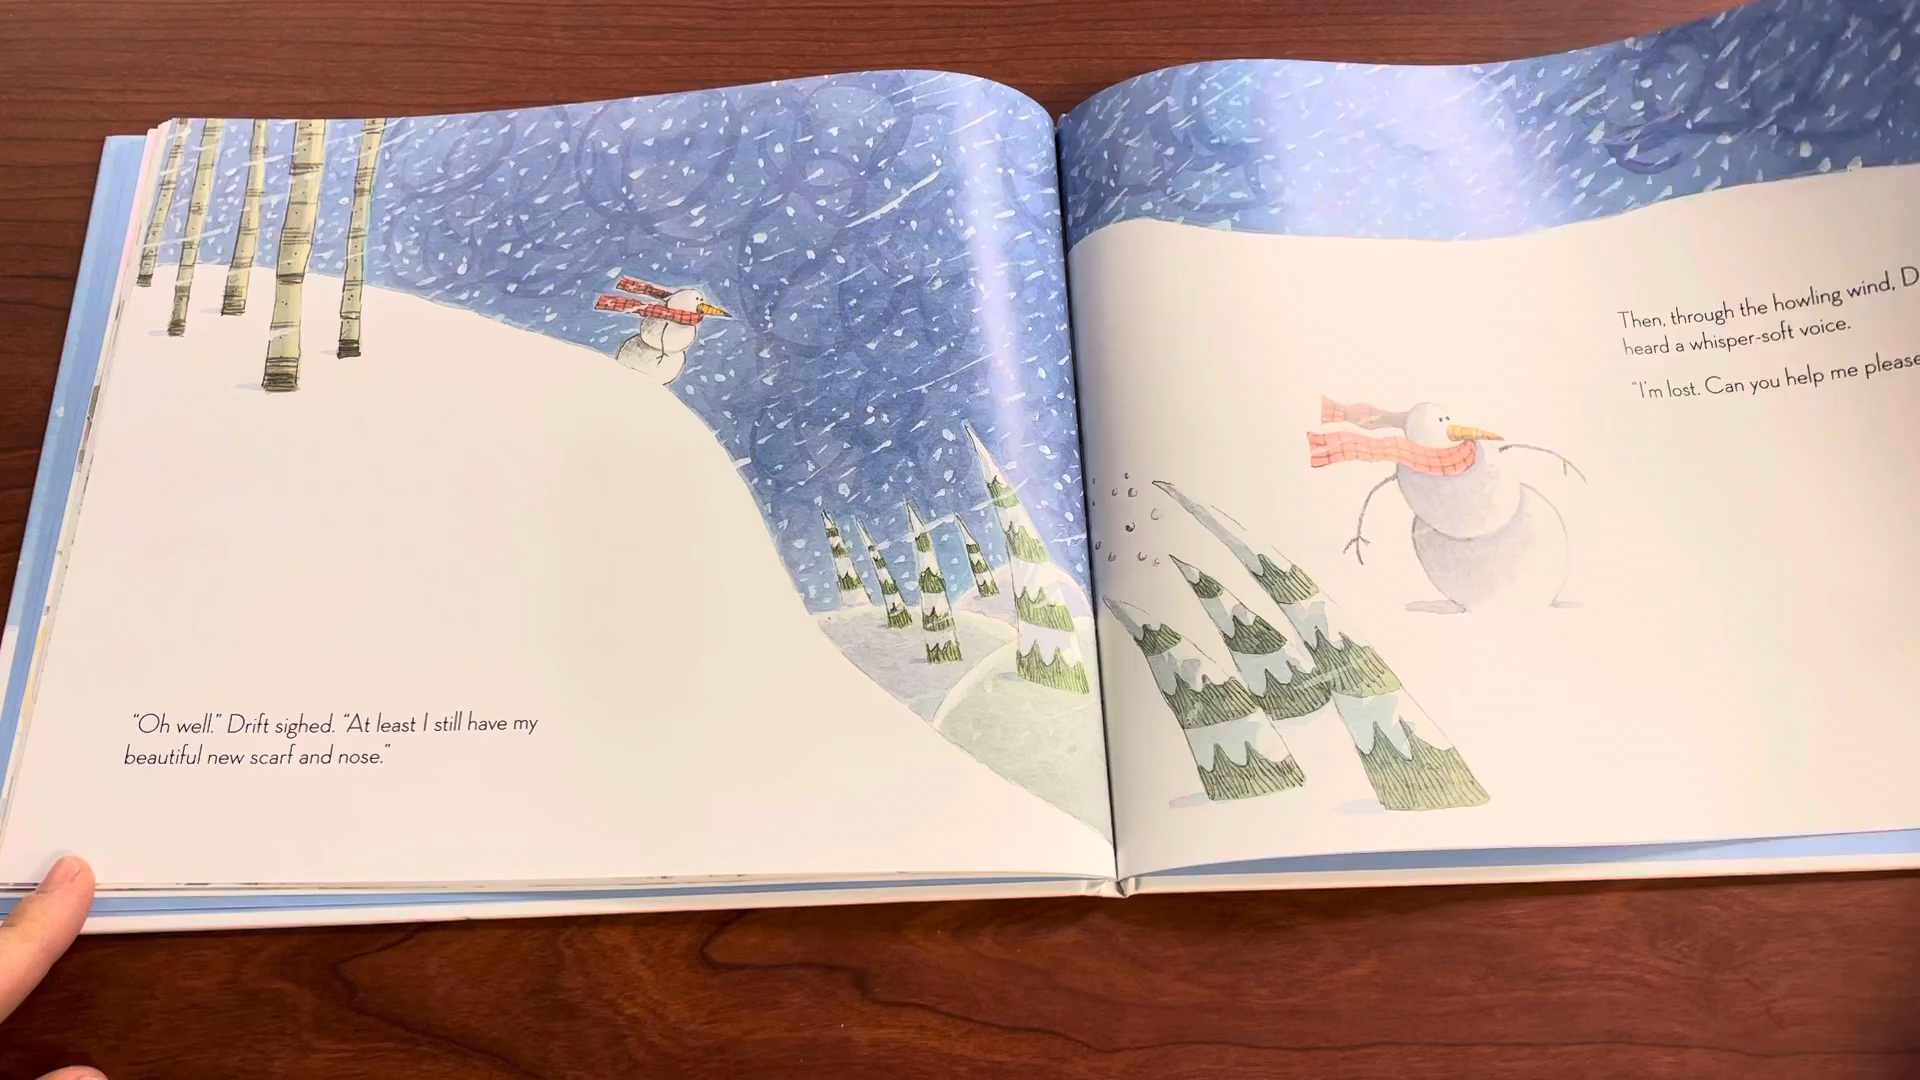 "Oh well." Drift sighed. "At least I still have my
beautiful new scarf and nose."
Then, through the howling wind, D
heard a whisper-soft voice.
"I'm lost. Can you help me please